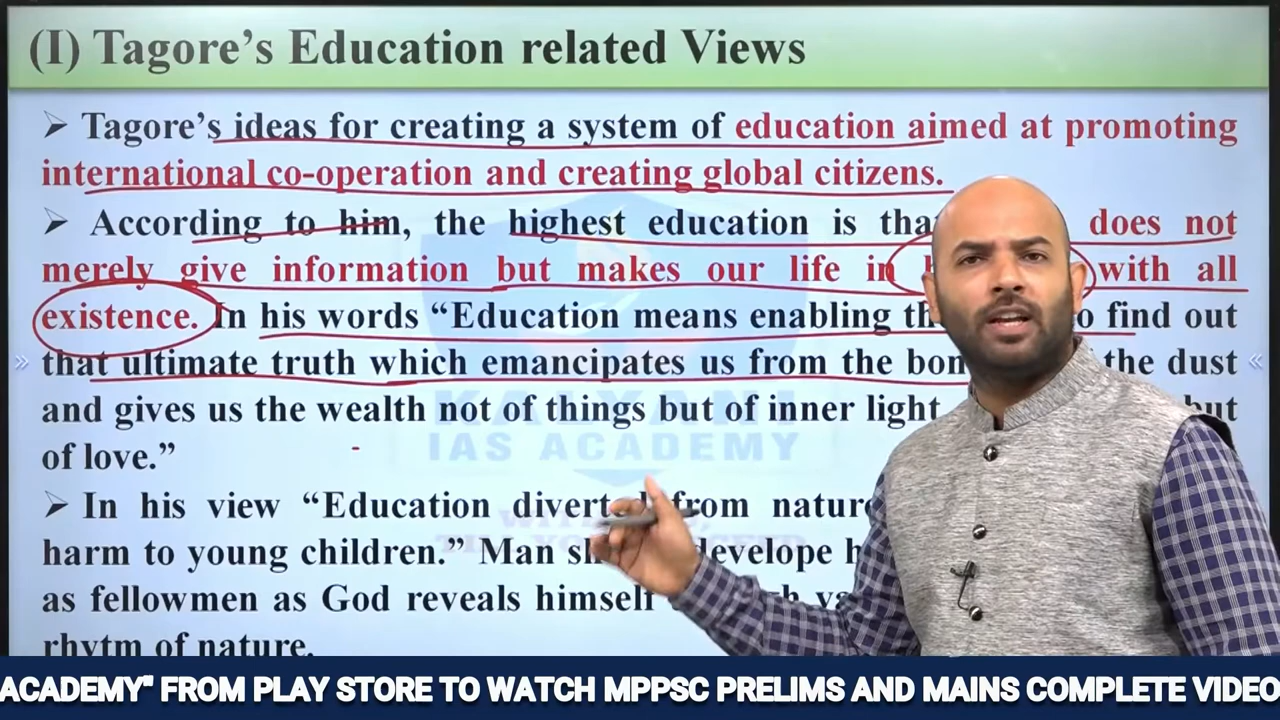 (I) Tagore's Education related Views
➢ Tagore's ideas for creating a system of education aimed at promoting
international co-operation and creating global citizens.
➢ According to him, the highest education is does not
merely give information but makes our life in with all
existence. In his words “Education means enabling find out
that ultimate truth which emancipates us from the the dust
and gives us the wealth not of things but of inner light but
of love.”
➢ In his view “Education diverted from nature
harm to young children.” Man develope
as fellowmen as God reveals himself
rhytm of nature.
IAS ACADEMY
ACADEMY" FROM PLAY STORE TO WATCH MPPSC PRELIMS AND MAINS COMPLETE VIDEO